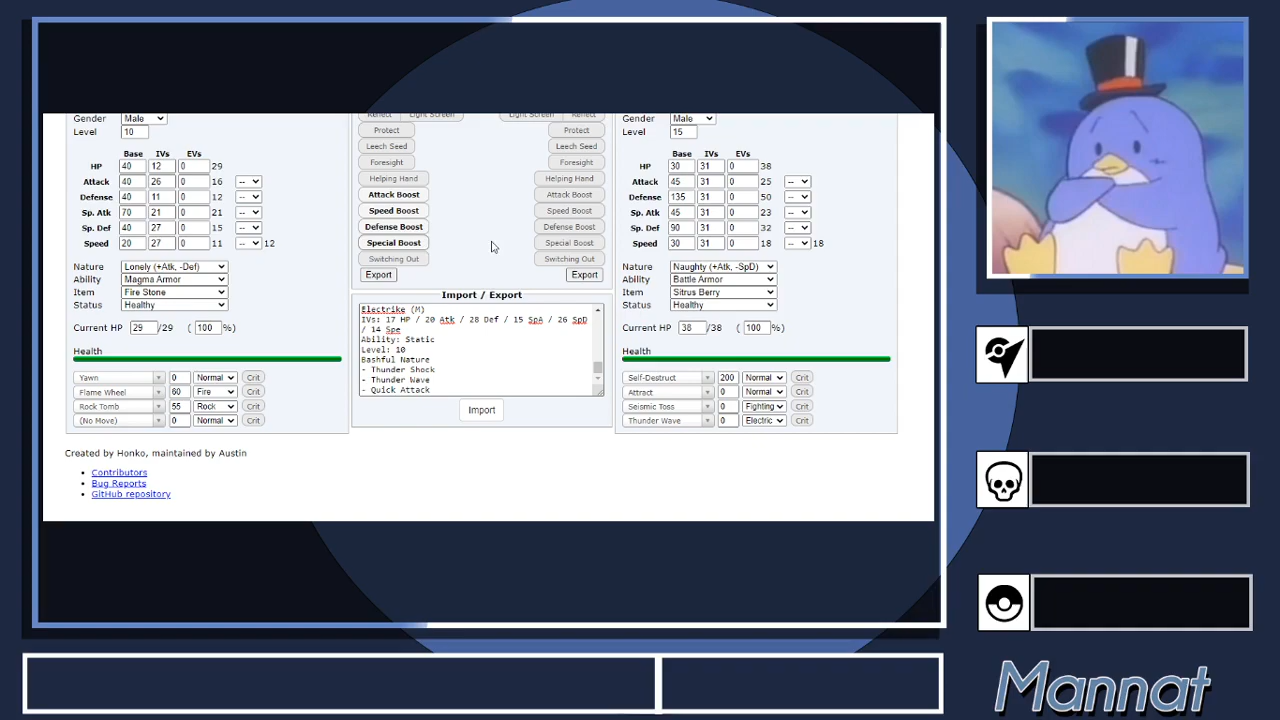 Reflect Light Screen Light Screen Reflect
Gender Male Protect Protect Gender Male
Level 10 Leech Seed Leech Seed Level 15
Base IVs EVs Foresight Foresight Base IVs EVs
HP 40 12 0 29 Helping Hand Helping Hand HP 30 31 0 38
Attack 40 26 0 16 -- Attack Boost Attack Boost Attack 45 31 0 25 --
Defense 40 11 0 12 -- Speed Boost Speed Boost Defense 135 31 0 50 --
Sp. Atk 70 21 0 21 -- Defense Boost Defense Boost Sp. Atk 45 31 0 23 --
Sp. Def 40 27 0 15 -- Special Boost Special Boost Sp. Def 90 31 0 32 --
Speed 20 27 0 11 -- 12 Switching Out Switching Out Speed 30 31 0 18 -- 18
Nature Lonely (+Atk, -Def) Export Export Nature Naughty (+Atk, -SpD)
Ability Magma Armor Ability Battle Armor
Item Fire Stone Import / Export Item Sitrus Berry
Status Healthy Status Healthy
Electrike (M)
IVs: 17 HP / 20 Atk / 28 Def / 15 SpA / 26 SpD
/ 14 Spe
Ability: Static
Level: 10
Bashful Nature
- Thunder Shock
- Thunder Wave
- Quick Attack
Import
Current HP 29 /29 ( 100 %) Current HP 38 /38 ( 100 %)
Health Health
Yawn 0 Normal Crit Self-Destruct 200 Normal Crit
Flame Wheel 60 Fire Crit Attract 0 Normal Crit
Rock Tomb 55 Rock Crit Seismic Toss 0 Fighting Crit
(No Move) 0 Normal Crit Thunder Wave 0 Electric Crit
Created by Honko, maintained by Austin
Contributors
Bug Reports
GitHub repository
Mannat